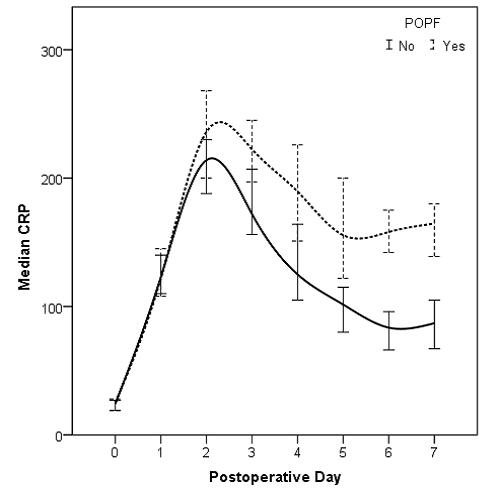 POPF
No Yes
300
200
100
0
Median CRP
0 1 2 3 4 5 6 7
Postoperative Day